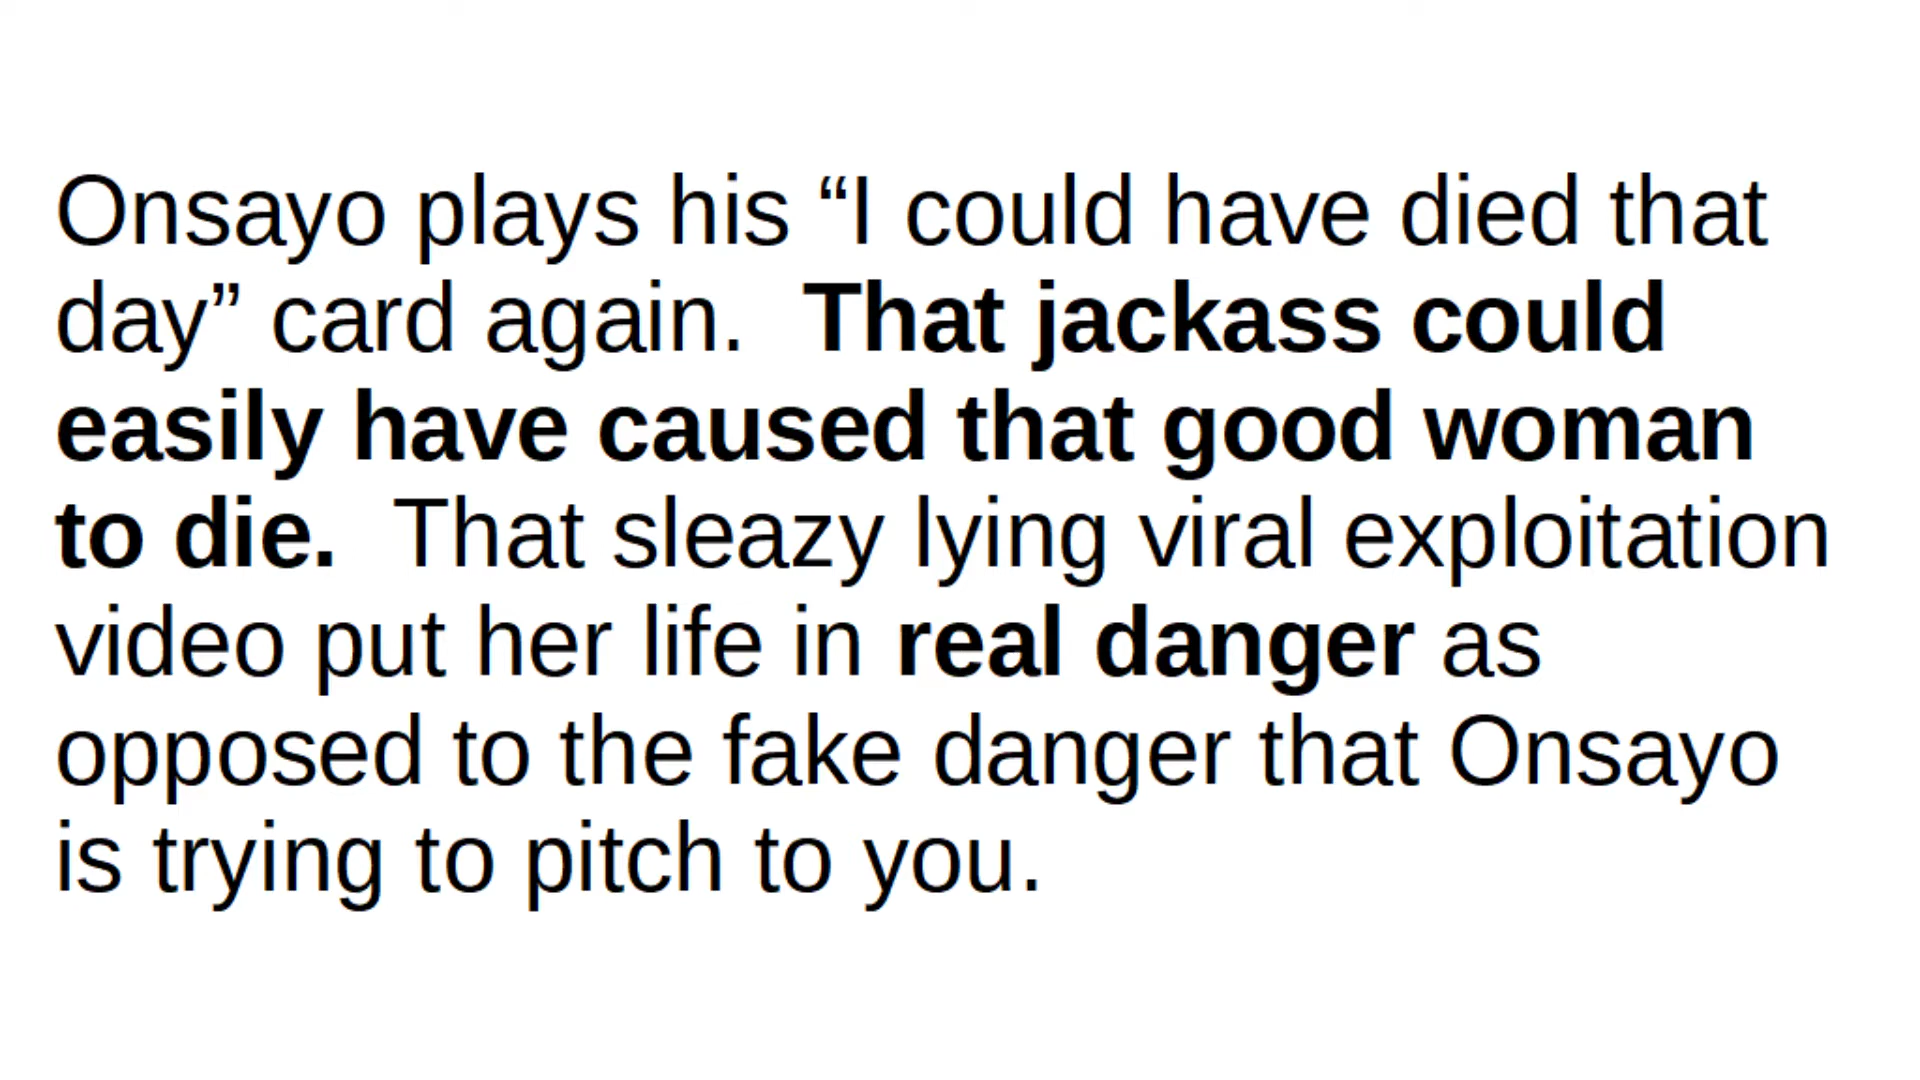 Onsayo plays his “I could have died that
day” card again.  That jackass could
easily have caused that good woman
to die.  That sleazy lying viral exploitation
video put her life in real danger as
opposed to the fake danger that Onsayo
is trying to pitch to you.